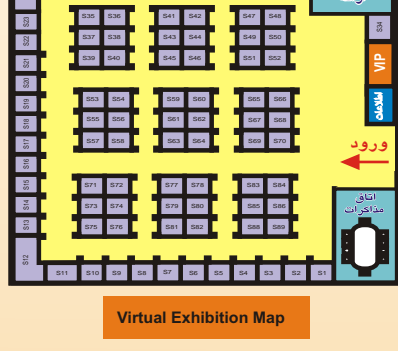 S35 S36
S37 S38
S39 S40
S41 S42
S43 S44
S45 S46
S47 S48
S49 S50
S51 S52
S34
VIP
اطلاعات
ورود
S53 S54
S55 S56
S57 S58
S59 S60
S61 S62
S63 S64
S65 S66
S67 S68
S69 S70
S71 S72
S73 S74
S75 S76
S77 S78
S79 S80
S81 S82
S83 S84
S85 S86
S88 S89
اتاق
مذاکرات
S23
S22
S21
S20
S19
S18
S17
S16
S15
S14
S13
S12
S11 S10 S9 S8 S7 S6 S5 S4 S3 S2 S1
Virtual Exhibition Map